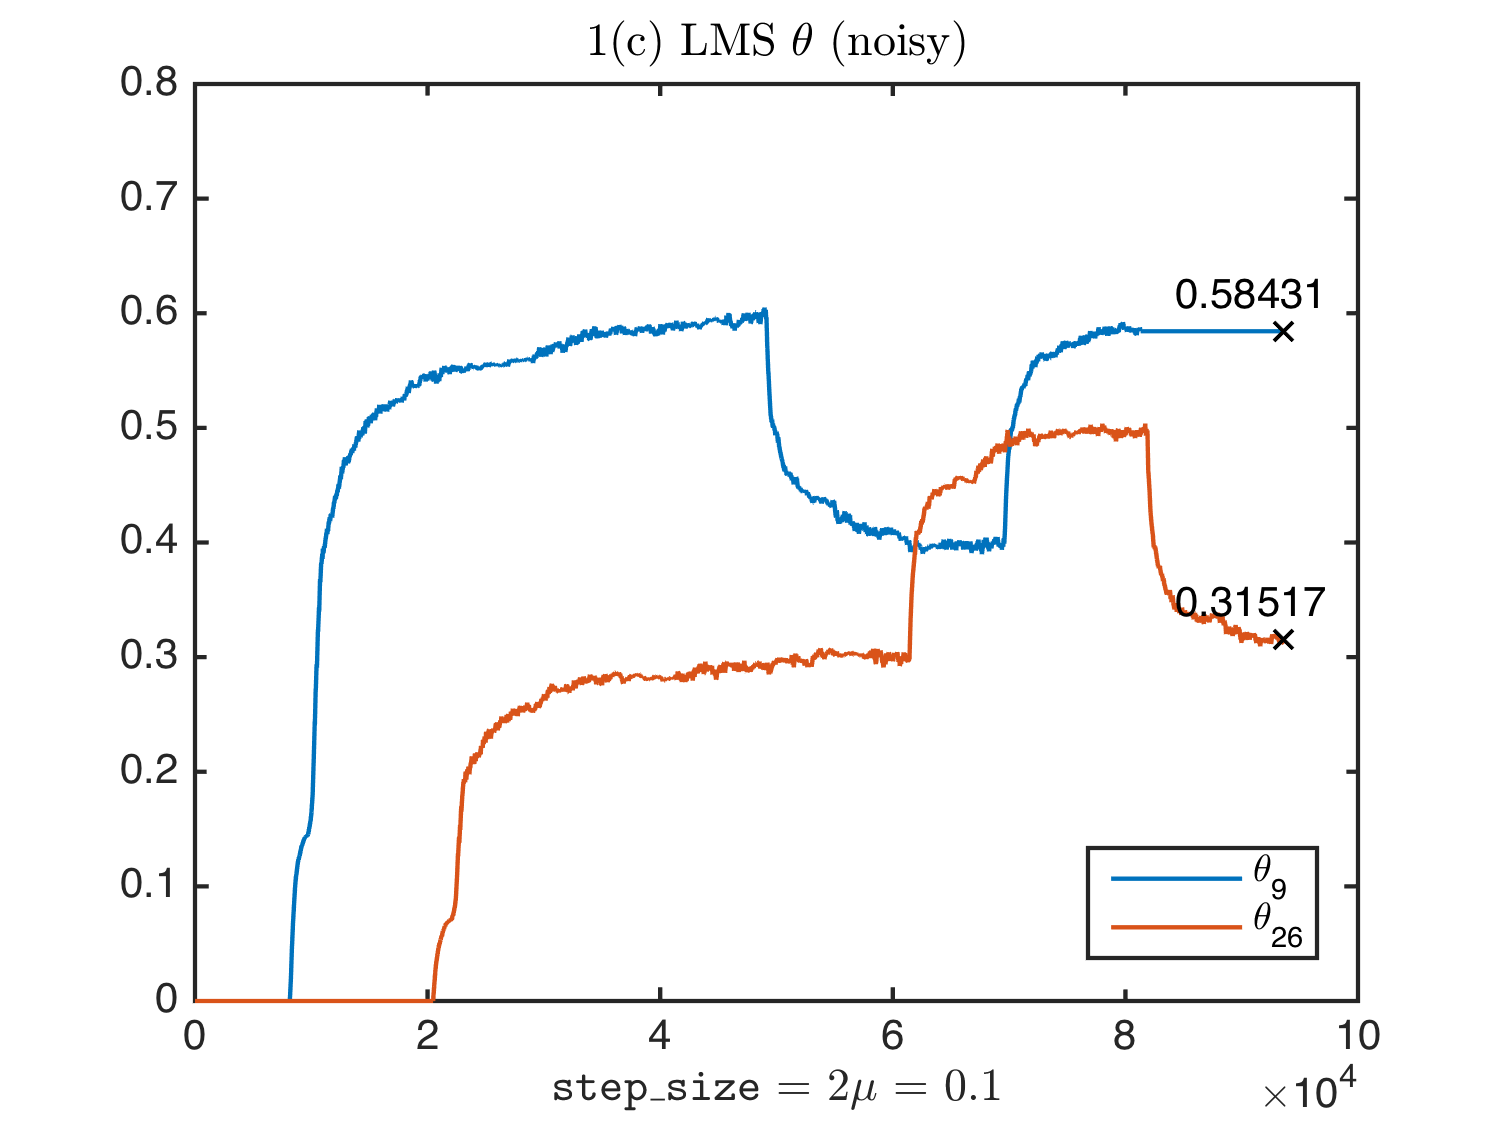 1(c) LMS θ (noisy)
0.8
0.7
0.6
0.5
0.4
0.3
0.2
0.1
0
0.58431
0.31517
θ9
θ26
0 2 4 6 8 10
×10^4
step_size = 2μ = 0.1